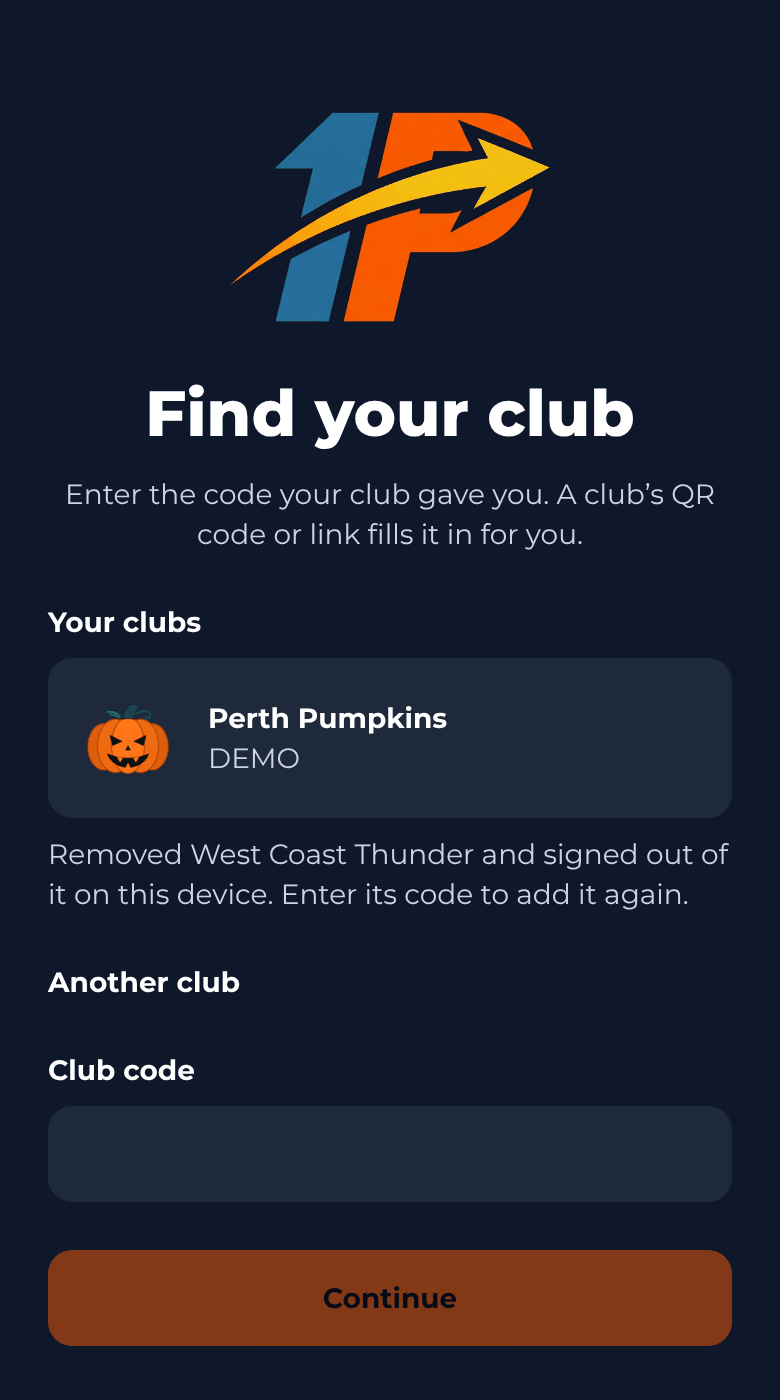 1P
Find your club
Enter the code your club gave you. A club’s QR
code or link fills it in for you.
Your clubs
Perth Pumpkins
DEMO
Removed West Coast Thunder and signed out of
it on this device. Enter its code to add it again.
Another club
Club code
Continue